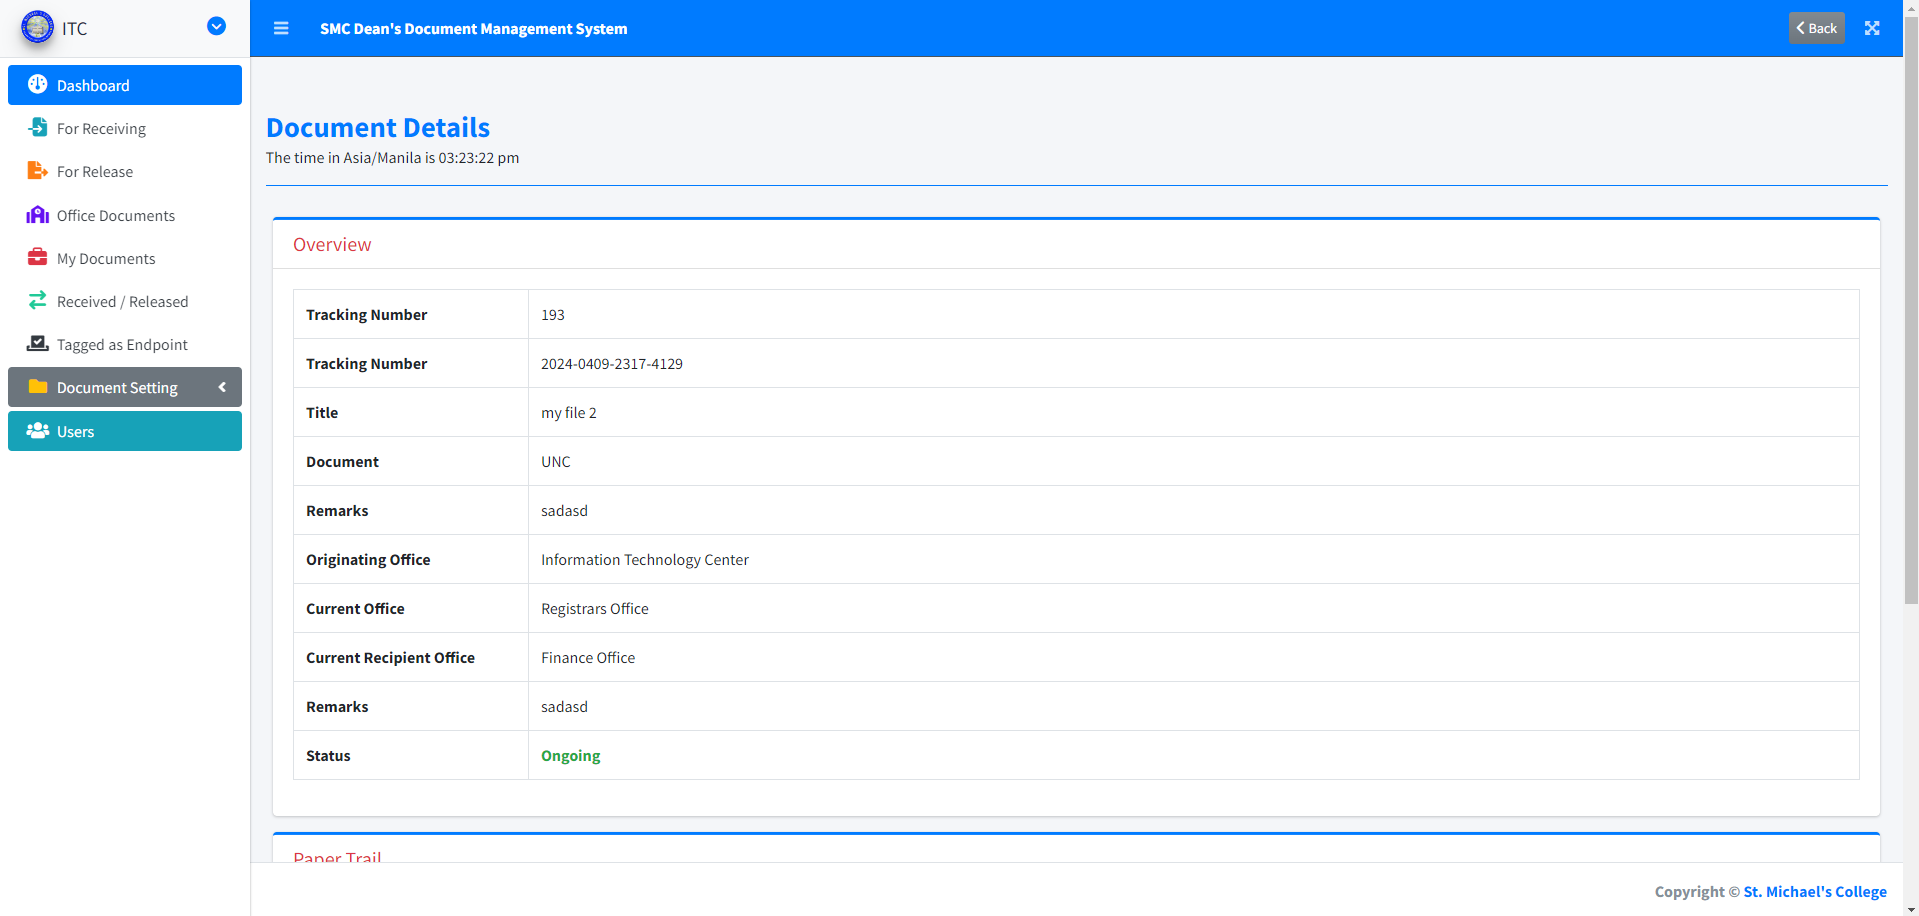 ITC
SMC Dean's Document Management System
Back
Dashboard
For Receiving
For Release
Office Documents
My Documents
Received / Released
Tagged as Endpoint
Document Setting
Users
Document Details
The time in Asia/Manila is 03:23:22 pm
Overview
Tracking Number 193
Tracking Number 2024-0409-2317-4129
Title my file 2
Document UNC
Remarks sadasd
Originating Office Information Technology Center
Current Office Registrars Office
Current Recipient Office Finance Office
Remarks sadasd
Status Ongoing
Paper Trail
Copyright © St. Michael's College